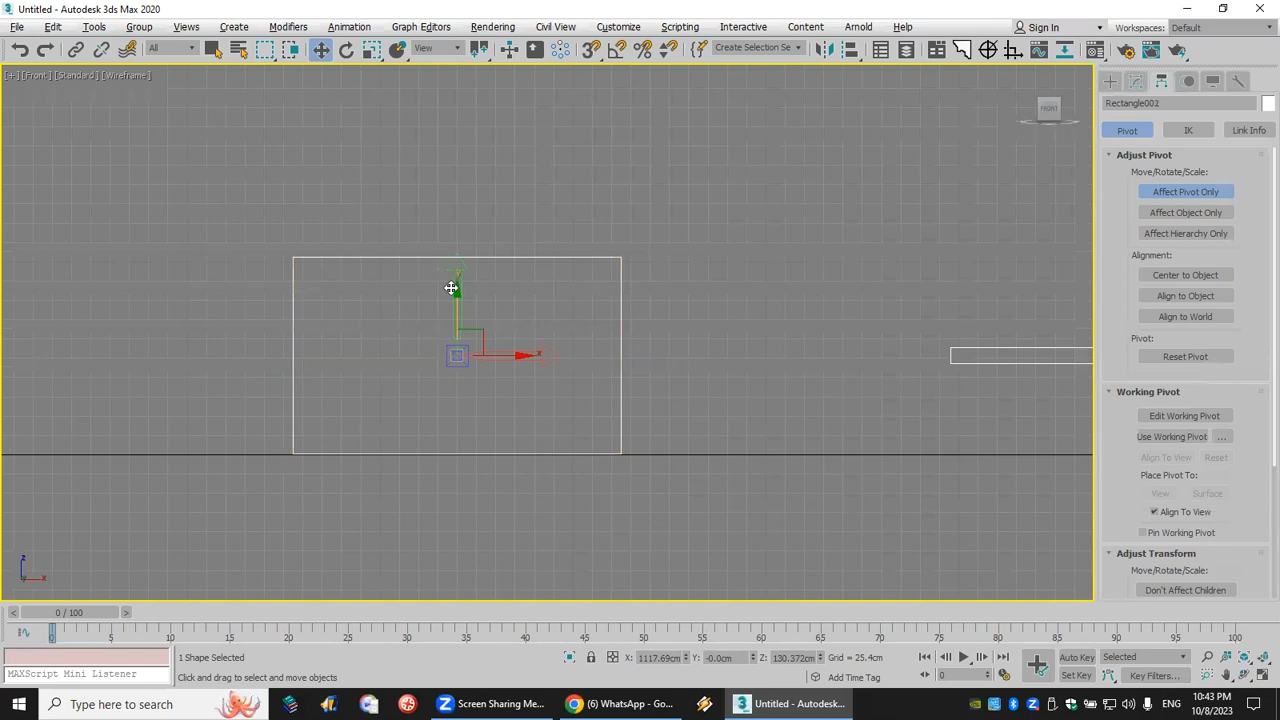 Untitled - Autodesk 3ds Max 2020
File Edit Tools Group Views Create Modifiers Animation Graph Editors Rendering Civil View Customize Scripting Interactive Content Arnold Help Sign In Workspaces: Default
All View Create Selection Se
[+] [Front] [Standard] [Wireframe]
FRONT
Rectangle002
Pivot IK Link Info
Adjust Pivot
Move/Rotate/Scale:
Affect Pivot Only
Affect Object Only
Affect Hierarchy Only
Alignment:
Center to Object
Align to Object
Align to World
Pivot:
Reset Pivot
Working Pivot
Edit Working Pivot
Use Working Pivot ...
Align To View Reset
Place Pivot To:
View Surface
Align To View
Pin Working Pivot
Adjust Transform
Move/Rotate/Scale:
Don't Affect Children
y
x
z
x
< 0 / 100 >
0 5 10 15 20 25 30 35 40 45 50 55 60 65 70 75 80 85 90 95 100
1 Shape Selected X: 1117.69cm Y: -0.0cm Z: 130.372cm Grid = 25.4cm Auto Key Selected
MAXScript Mini Listener Click and drag to select and move objects Add Time Tag 0 Set Key Key Filters...
Type here to search Screen Sharing Me... (6) WhatsApp - Go... Untitled - Autodes... ENG 10:43 PM 10/8/2023